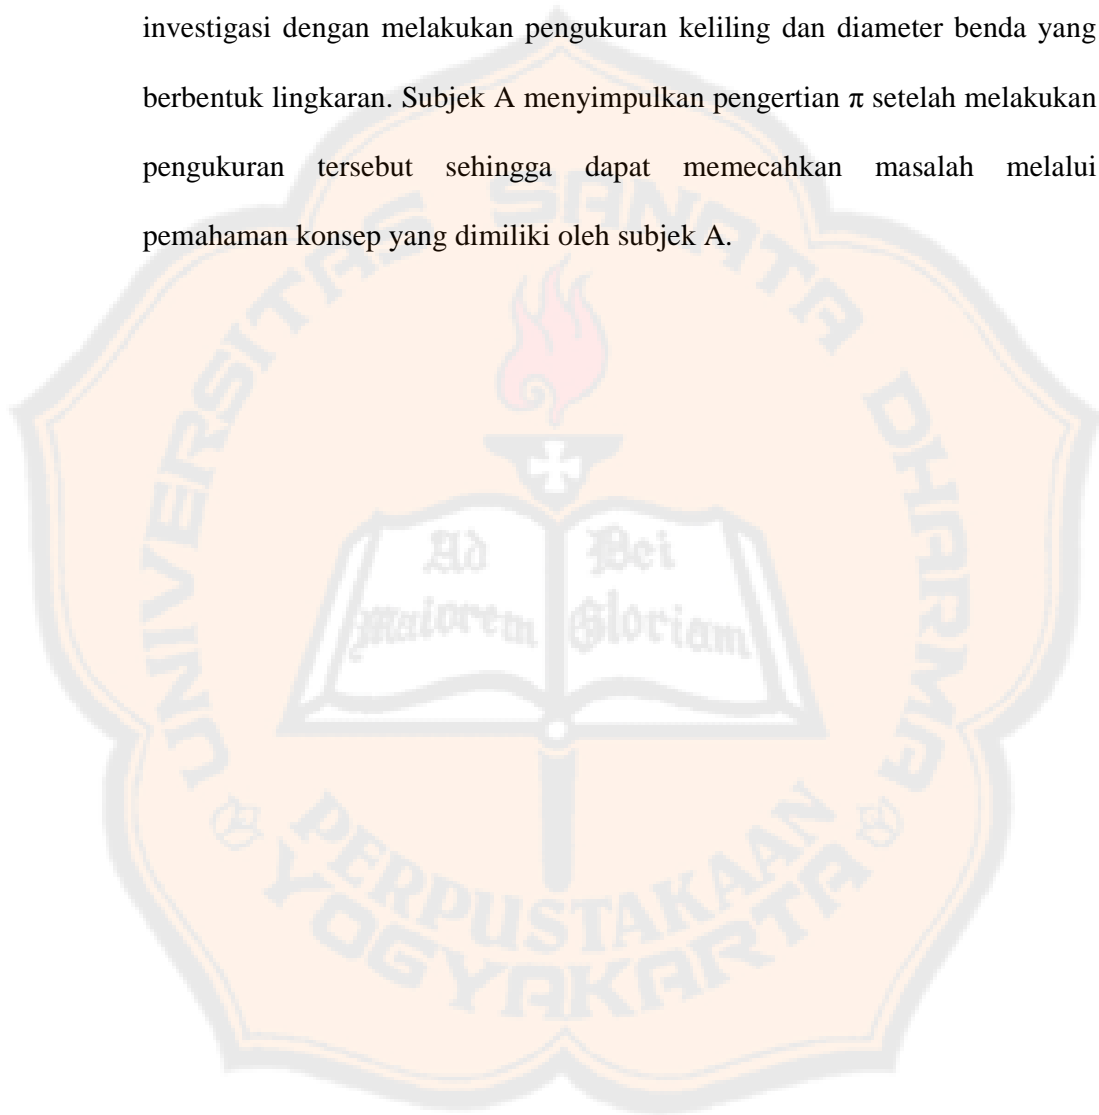 investigasi dengan melakukan pengukuran keliling dan diameter benda yang
berbentuk lingkaran. Subjek A menyimpulkan pengertian π setelah melakukan
pengukuran tersebut sehingga dapat memecahkan masalah melalui
pemahaman konsep yang dimiliki oleh subjek A.
UNIVERSITAS SANATA DHARMA
Ad Dei
Maiorem Gloriam
PERPUSTAKAAN
YOGYAKARTA